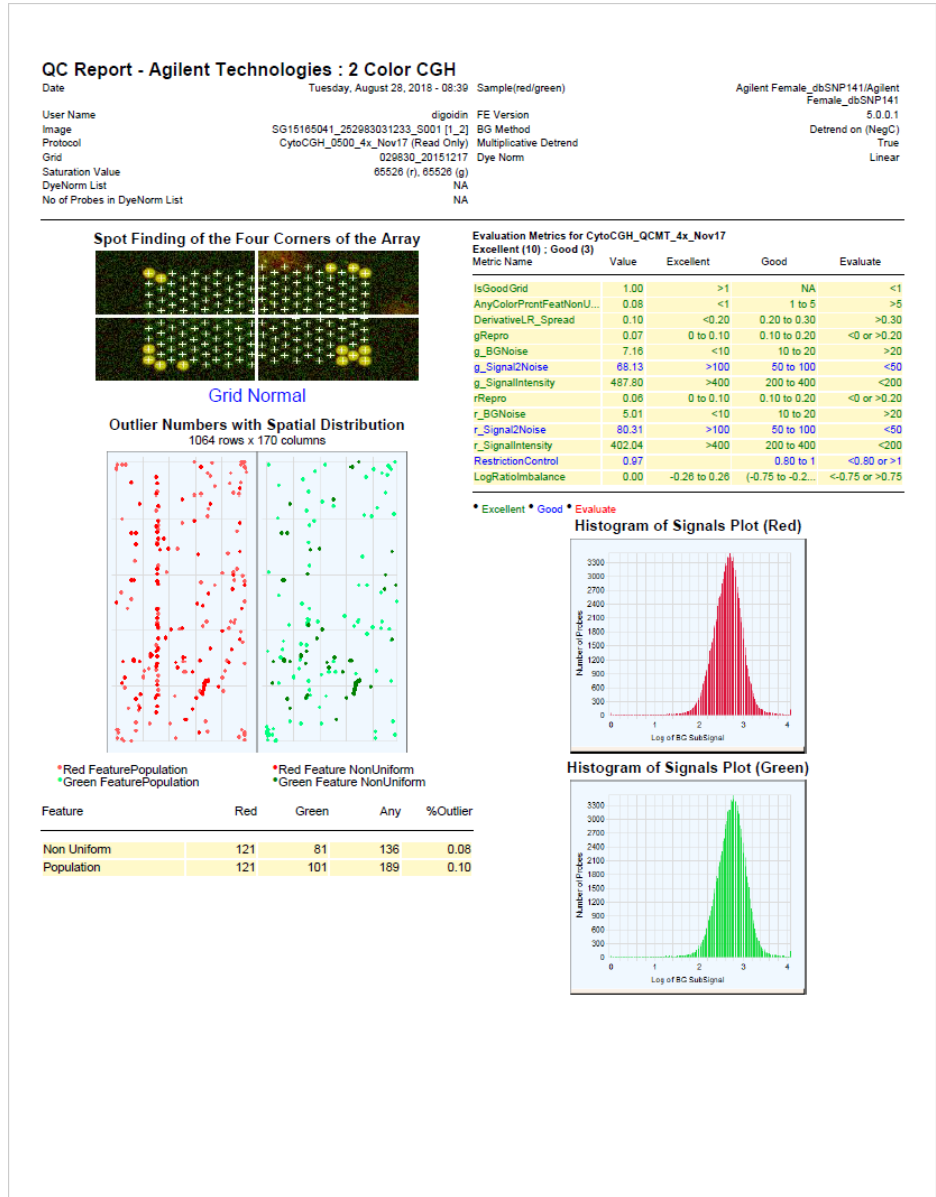 QC Report - Agilent Technologies : 2 Color CGH
Date Tuesday, August 28, 2018 - 08:39 Sample(red/green) Agilent Female_dbSNP141/Agilent
Female_dbSNP141
User Name digoidin FE Version 5.0.0.1
Image SG15165041_252983031233_S001 [1_2] BG Method Detrend on (NegC)
Protocol CytoCGH_0500_4x_Nov17 (Read Only) Multiplicative Detrend True
Grid 029830_20151217 Dye Norm Linear
Saturation Value 65526 (r), 65526 (g)
DyeNorm List NA
No of Probes in DyeNorm List NA
Spot Finding of the Four Corners of the Array
Grid Normal
Outlier Numbers with Spatial Distribution
1064 rows x 170 columns
•Red FeaturePopulation •Red Feature NonUniform
•Green FeaturePopulation •Green Feature NonUniform
Feature Red Green Any %Outlier
Non Uniform 121 81 136 0.08
Population 121 101 189 0.10
Evaluation Metrics for CytoCGH_QCMT_4x_Nov17
Excellent (10) ; Good (3)
Metric Name Value Excellent Good Evaluate
IsGoodGrid 1.00 >1 NA <1
AnyColorPrcntFeatNonU... 0.08 <1 1 to 5 >5
DerivativeLR_Spread 0.10 <0.20 0.20 to 0.30 >0.30
gRepro 0.07 0 to 0.10 0.10 to 0.20 <0 or >0.20
g_BGNoise 7.16 <10 10 to 20 >20
g_Signal2Noise 68.13 >100 50 to 100 <50
g_SignalIntensity 487.80 >400 200 to 400 <200
rRepro 0.06 0 to 0.10 0.10 to 0.20 <0 or >0.20
r_BGNoise 5.01 <10 10 to 20 >20
r_Signal2Noise 80.31 >100 50 to 100 <50
r_SignalIntensity 402.04 >400 200 to 400 <200
RestrictionControl 0.97 0.80 to 1 <0.80 or >1
LogRatioImbalance 0.00 -0.26 to 0.26 (-0.75 to -0.2... <-0.75 or >0.75
• Excellent • Good • Evaluate
Histogram of Signals Plot (Red)
Number of Probes
3300
3000
2700
2400
2100
1800
1500
1200
900
600
300
0
0 1 2 3 4
Log of BG SubSignal
Histogram of Signals Plot (Green)
Number of Probes
3300
3000
2700
2400
2100
1800
1500
1200
900
600
300
0
0 1 2 3 4
Log of BG SubSignal